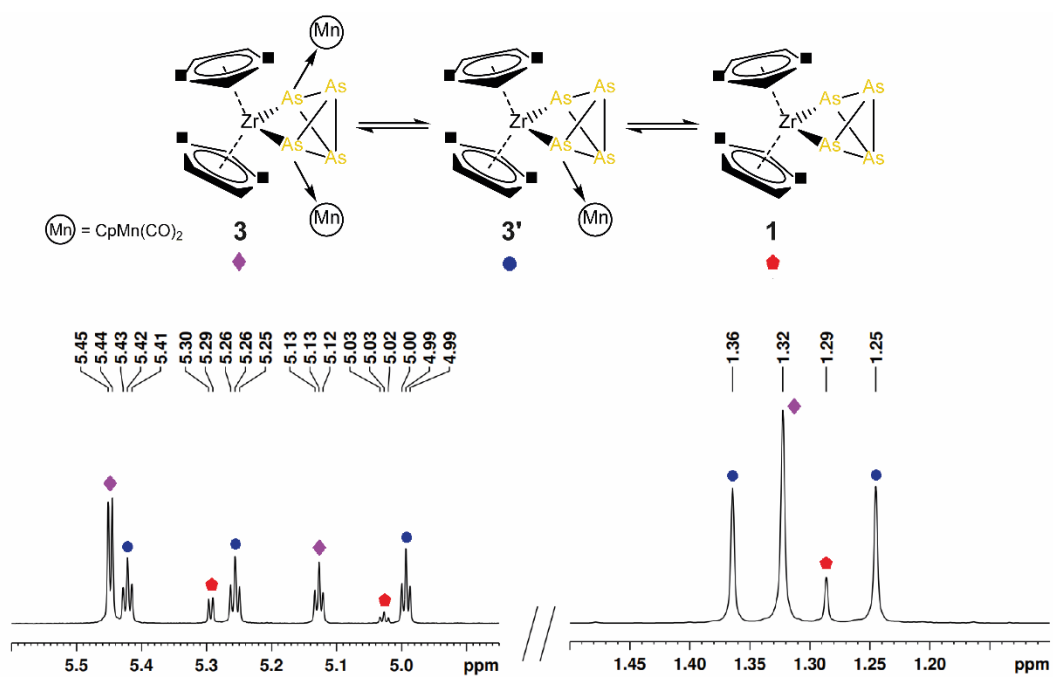 Mn
As As
Zr
As As
Mn
As As
Zr
As As
Mn
As As
Zr
As As
Mn = CpMn(CO)2
3 3' 1
5.45 5.44 5.43 5.42 5.41 5.30 5.29 5.26 5.26 5.25 5.13 5.13 5.12 5.03 5.03 5.02 5.00 4.99 4.99
1.36 1.32 1.29 1.25
5.5 5.4 5.3 5.2 5.1 5.0 ppm
1.45 1.40 1.35 1.30 1.25 1.20 ppm